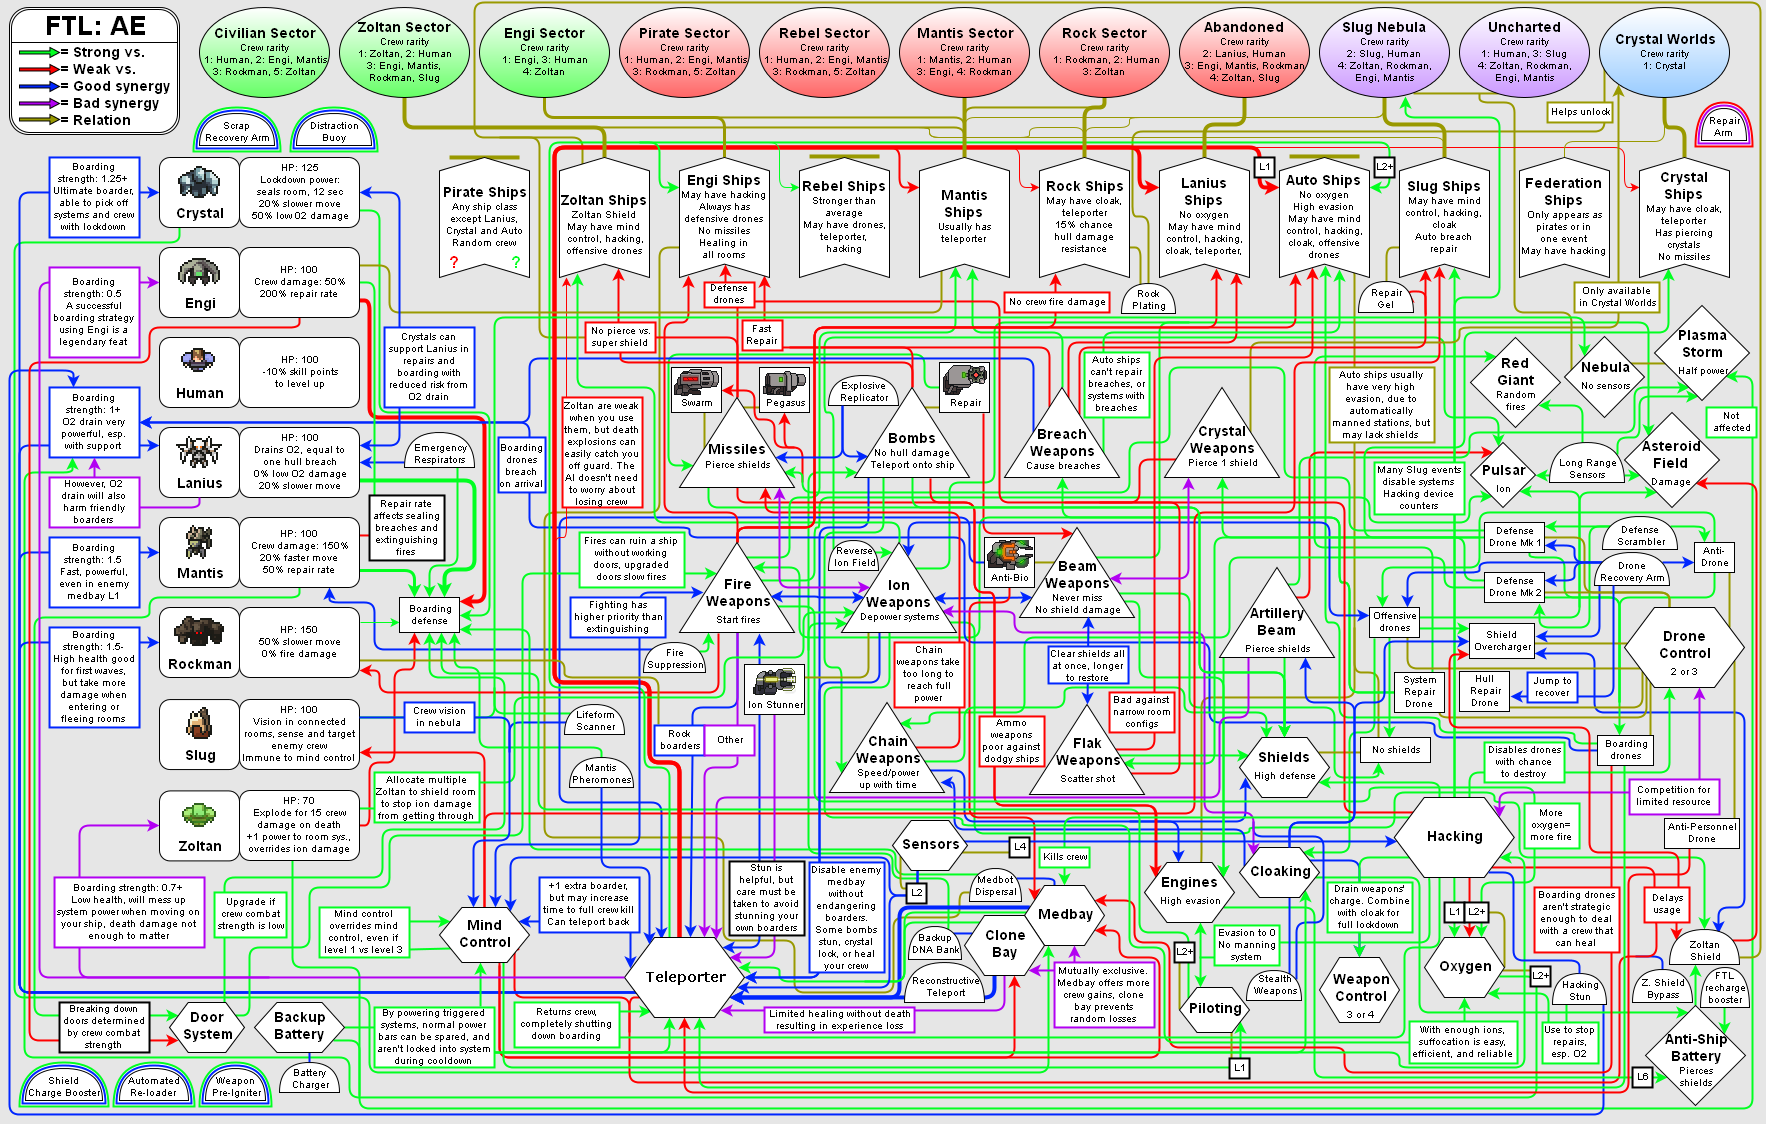 FTL: AE
= Strong vs.
= Weak vs.
= Good synergy
= Bad synergy
= Relation
Civilian Sector
Crew rarity
1: Human, 2: Engi, Mantis
3: Rockman, 5: Zoltan
Zoltan Sector
Crew rarity
1: Zoltan, 2: Human
3: Engi, Mantis,
Rockman, Slug
Engi Sector
Crew rarity
1: Engi, 3: Human
4: Zoltan
Pirate Sector
Crew rarity
1: Human, 2: Engi, Mantis
3: Rockman, 5: Zoltan
Rebel Sector
Crew rarity
1: Human, 2: Engi, Mantis
3: Rockman, 5: Zoltan
Mantis Sector
Crew rarity
1: Mantis, 2: Human
3: Engi, 4: Rockman
Rock Sector
Crew rarity
1: Rockman, 2: Human
3: Zoltan
Abandoned
Crew rarity
2: Lanius, Human
3: Engi, Mantis, Rockman
4: Zoltan, Slug
Slug Nebula
Crew rarity
2: Slug, Human
4: Zoltan, Rockman,
Engi, Mantis
Uncharted
Crew rarity
1: Human, 3: Slug
4: Zoltan, Rockman,
Engi, Mantis
Crystal Worlds
Crew rarity
1: Crystal
Helps unlock
Repair
Arm
Scrap
Recovery Arm
Distraction
Buoy
Boarding
strength: 1.25+
Ultimate boarder,
able to pick off
systems and crew
with lockdown
Crystal
HP: 125
Lockdown power:
seals room, 12 sec
20% slower move
50% low O2 damage
Boarding
strength: 0.5
A successful
boarding strategy
using Engi is a
legendary feat
Engi
HP: 100
Crew damage: 50%
200% repair rate
Human
HP: 100
-10% skill points
to level up
Crystals can
support Lanius in
repairs and
boarding with
reduced risk from
O2 drain
Boarding
strength: 1+
O2 drain very
powerful, esp.
with support
Lanius
HP: 100
Drains O2, equal to
one hull breach
0% low O2 damage
20% slower move
Emergency
Respirators
However, O2
drain will also
harm friendly
boarders
Boarding
strength: 1.5
Fast, powerful,
even in enemy
medbay L1
Mantis
HP: 100
Crew damage: 150%
20% faster move
50% repair rate
Repair rate
affects sealing
breaches and
extinguishing
fires
Boarding
strength: 1.5-
High health good
for first waves,
but take more
damage when
entering or
fleeing rooms
Rockman
HP: 150
50% slower move
0% fire damage
Boarding
defense
Slug
HP: 100
Vision in connected
rooms, sense and target
enemy crew
Immune to mind control
Crew vision
in nebula
Zoltan
HP: 70
Explode for 15 crew
damage on death
+1 power to room sys.,
overrides ion damage
Allocate multiple
Zoltan to shield room
to stop ion damage
from getting through
Boarding strength: 0.7+
Low health, will mess up
system power when moving on
your ship, death damage not
enough to matter
Upgrade if
crew combat
strength is low
Mind control
overrides mind
control, even if
level 1 vs level 3
Mind
Control
Breaking down
doors determined
by crew combat
strength
Door
System
Backup
Battery
Battery
Charger
By powering triggered
systems, normal power
bars can be spared, and
aren't locked into system
during cooldown
Shield
Charge Booster
Automated
Re-loader
Weapon
Pre-Igniter
Pirate Ships
Any ship class
except Lanius,
Crystal and Auto
Random crew
? ?
Zoltan Ships
Zoltan Shield
May have mind
control, hacking,
offensive drones
Engi Ships
May have hacking
Always has
defensive drones
No missiles
Healing in
all rooms
Rebel Ships
Stronger than
average
May have drones,
teleporter,
hacking
Mantis
Ships
Usually has
teleporter
Rock Ships
May have cloak,
teleporter
15% chance
hull damage
resistance
Lanius
Ships
No oxygen
May have mind
control, hacking,
cloak, teleporter,
L1
Auto Ships
No oxygen
High evasion
May have mind
control, hacking,
cloak, offensive
drones
L2+
Slug Ships
May have mind
control, hacking,
cloak
Auto breach
repair
Federation
Ships
Only appears as
pirates or in
one event
May have hacking
Crystal
Ships
May have cloak,
teleporter
Has piercing
crystals
No missiles
Defense
drones
No pierce vs.
super shield
Fast
Repair
No crew fire damage
Rock
Plating
Repair
Gel
Only available
in Crystal Worlds
Swarm
Pegasus
Explosive
Replicator
Repair
Auto ships
can't repair
breaches, or
systems with
breaches
Auto ships usually
have very high
evasion, due to
automatically
manned stations, but
may lack shields
Red
Giant
Random
fires
Nebula
No sensors
Plasma
Storm
Half power
Not
affected
Zoltan are weak
when you use
them, but death
explosions can
easily catch you
off guard. The
AI doesn't need
to worry about
losing crew
Boarding
drones
breach
on arrival
Missiles
Pierce shields
Bombs
No hull damage
Teleport onto ship
Breach
Weapons
Cause breaches
Crystal
Weapons
Pierce 1 shield
Many Slug events
disable systems
Hacking device
counters
Pulsar
Ion
Long Range
Sensors
Asteroid
Field
Damage
Fires can ruin a ship
without working
doors, upgraded
doors slow fires
Fighting has
higher priority than
extinguishing
Fire
Weapons
Start fires
Reverse
Ion Field
Ion
Weapons
Depower systems
Anti-Bio
Beam
Weapons
Never miss
No shield damage
Artillery
Beam
Pierce shields
Defense
Drone Mk 1
Defense
Scrambler
Anti-
Drone
Drone
Recovery Arm
Defense
Drone Mk 2
Offensive
drones
Shield
Overcharger
Drone
Control
2 or 3
Fire
Suppression
Ion Stunner
Chain
weapons take
too long to
reach full
power
Clear shields all
at once, longer
to restore
Bad against
narrow room
configs
System
Repair
Drone
Hull
Repair
Drone
Jump to
recover
Lifeform
Scanner
Rock
boarders
Other
Chain
Weapons
Speed/power
up with time
Ammo
weapons
poor against
dodgy ships
Flak
Weapons
Scatter shot
Shields
High defense
No shields
Disables drones
with chance
to destroy
Boarding
drones
Mantis
Pheromones
Competition for
limited resource
Sensors
L4
L2
Kills crew
Hacking
More
oxygen=
more fire
Anti-Personnel
Drone
+1 extra boarder,
but may increase
time to full crew kill
Can teleport back
Stun is
helpful, but
care must be
taken to avoid
stunning your
own boarders
Disable enemy
medbay
without
endangering
boarders.
Some bombs
stun, crystal
lock, or heal
your crew
Medbot
Dispersal
Medbay
Engines
High evasion
Cloaking
Drain weapons'
charge. Combine
with cloak for
full lockdown
L1
L2+
Boarding drones
aren't strategic
enough to deal
with a crew that
can heal
Delays
usage
Teleporter
Backup
DNA Bank
Clone
Bay
Reconstructive
Teleport
Evasion to 0
No manning
system
L2+
Stealth
Weapons
Weapon
Control
3 or 4
Oxygen
L2+
Hacking
Stun
Zoltan
Shield
Z. Shield
Bypass
FTL
recharge
booster
Returns crew,
completely shutting
down boarding
Limited healing without death
resulting in experience loss
Mutually exclusive.
Medbay offers more
crew gains, clone
bay prevents
random losses
Piloting
L1
With enough ions,
suffocation is easy,
efficient, and reliable
Use to stop
repairs,
esp. O2
L6
Anti-Ship
Battery
Pierces
shields